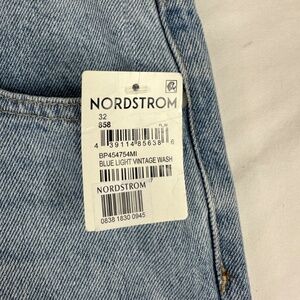 NORDSTROM
32
858
4 39114 85638 6
BP454754MI
BLUE LIGHT VINTAGE WASH
NORDSTROM
0838 1830 0945